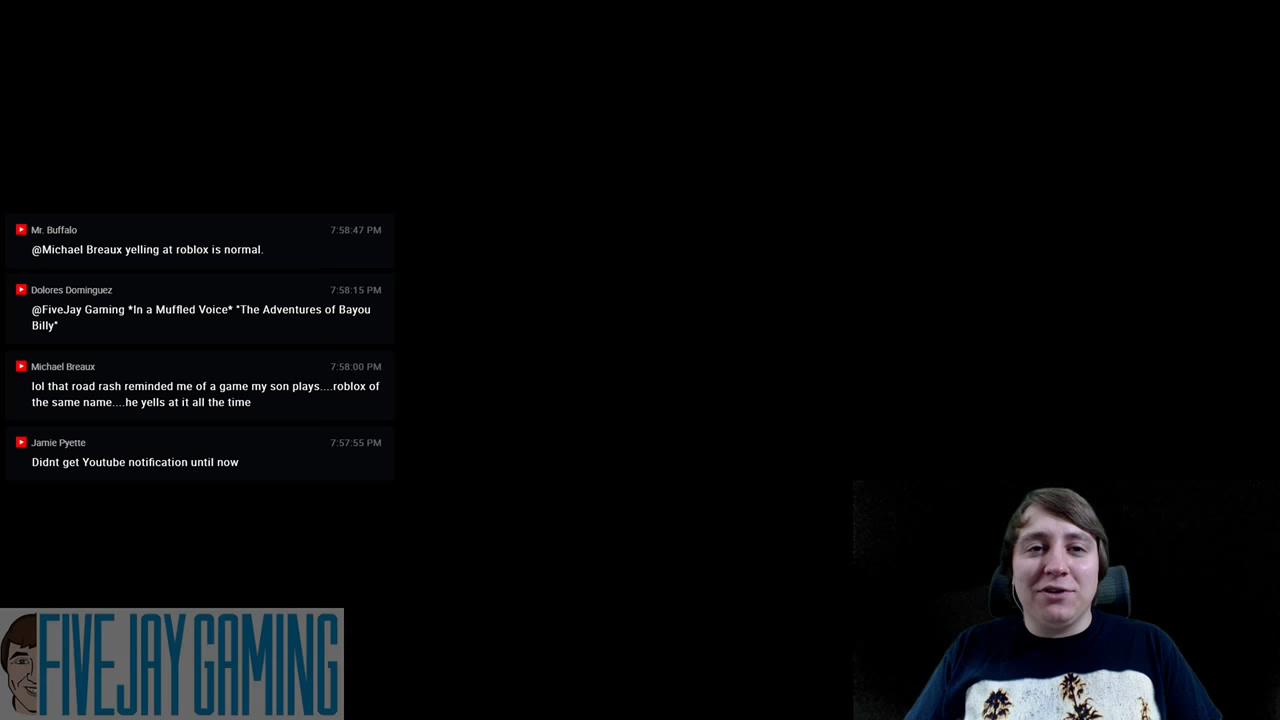 Mr. Buffalo 7:58:47 PM
@Michael Breaux yelling at roblox is normal.
Dolores Dominguez 7:58:15 PM
@FiveJay Gaming *In a Muffled Voice* "The Adventures of Bayou
Billy"
Michael Breaux 7:58:00 PM
lol that road rash reminded me of a game my son plays....roblox of
the same name....he yells at it all the time
Jamie Pyette 7:57:55 PM
Didnt get Youtube notification until now
FIVEJAY GAMING